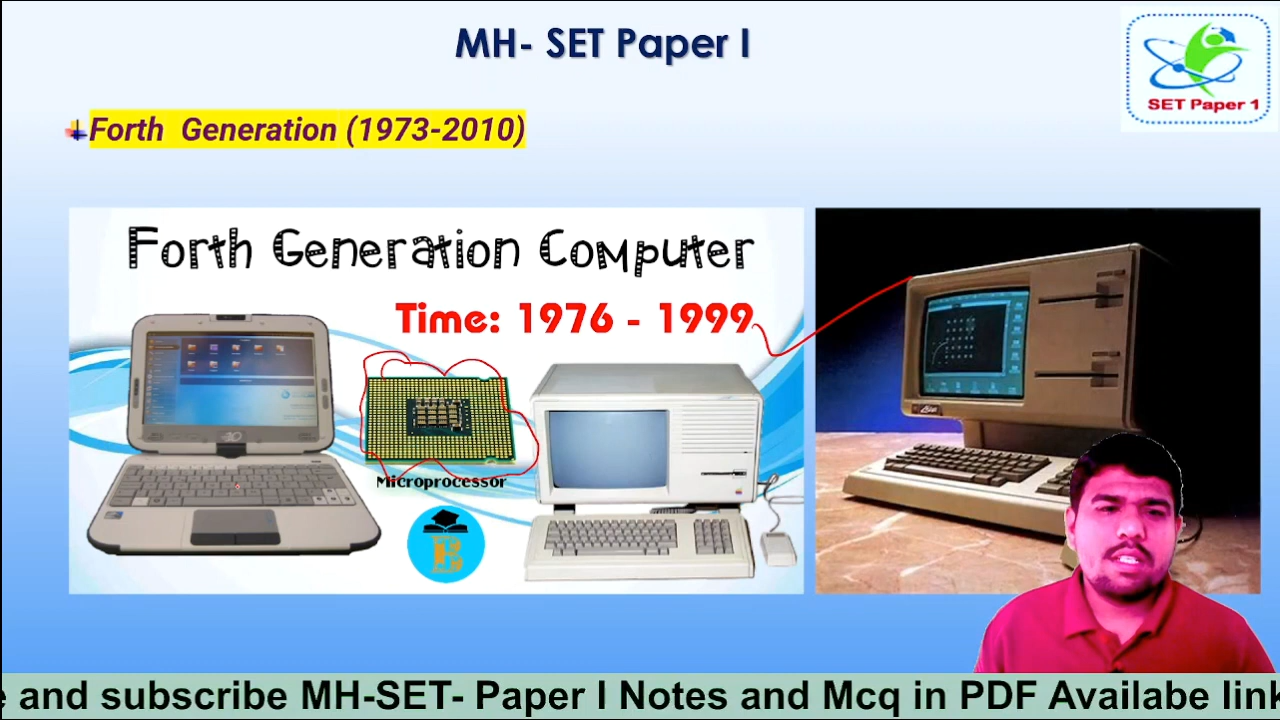 MH- SET Paper I
SET Paper 1
Forth Generation (1973-2010)
Forth Generation Computer
Time: 1976 - 1999
Microprocessor
Lisa
e and subscribe MH-SET- Paper I Notes and Mcq in PDF Availabe link